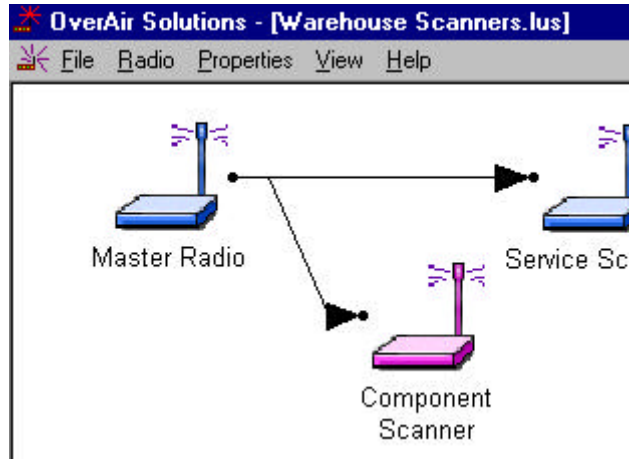 OverAir Solutions - [Warehouse Scanners.lus]
File Radio Properties View Help
Master Radio
Service Sc
Component
Scanner